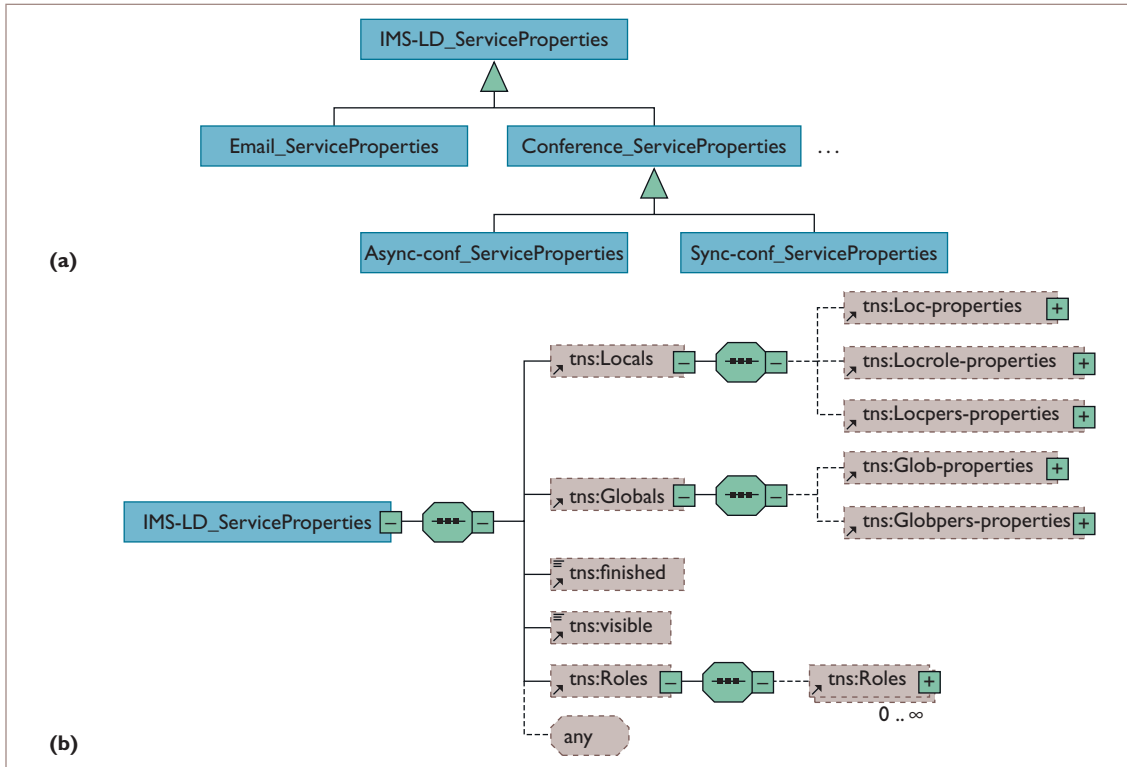 IMS-LD_ServiceProperties
Email_ServiceProperties
Conference_ServiceProperties
...
Async-conf_ServiceProperties
Sync-conf_ServiceProperties
(a)
tns:Loc-properties
tns:Locals
tns:Locrole-properties
tns:Locpers-properties
tns:Glob-properties
tns:Globals
tns:Globpers-properties
IMS-LD_ServiceProperties
tns:finished
tns:visible
tns:Roles
tns:Roles
0 .. ∞
any
(b)